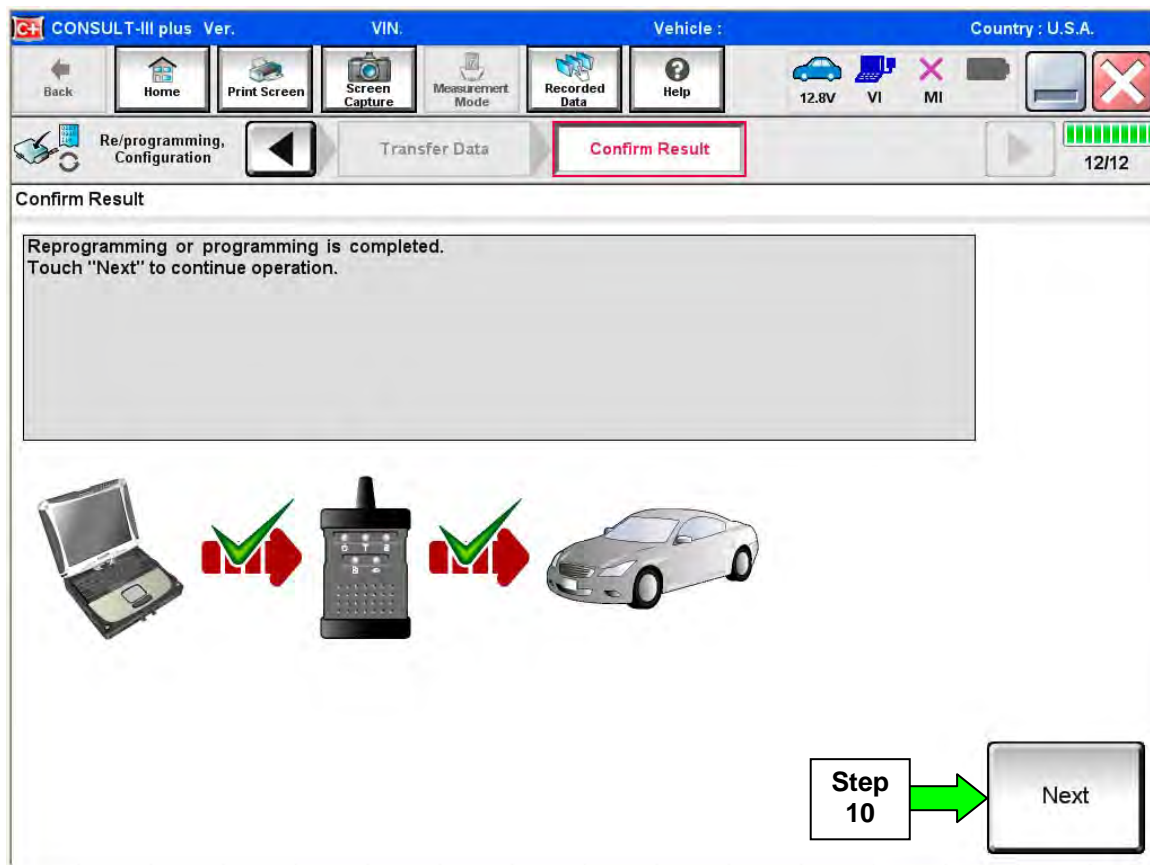 C+ CONSULT-III plus Ver. VIN: Vehicle : Country : U.S.A.
Back
Home
Print Screen
Screen
Capture
Measurement
Mode
Recorded
Data
Help
12.8V
VI
MI
Re/programming,
Configuration
Transfer Data
Confirm Result
12/12
Confirm Result
Reprogramming or programming is completed.
Touch "Next" to continue operation.
Step
10
Next